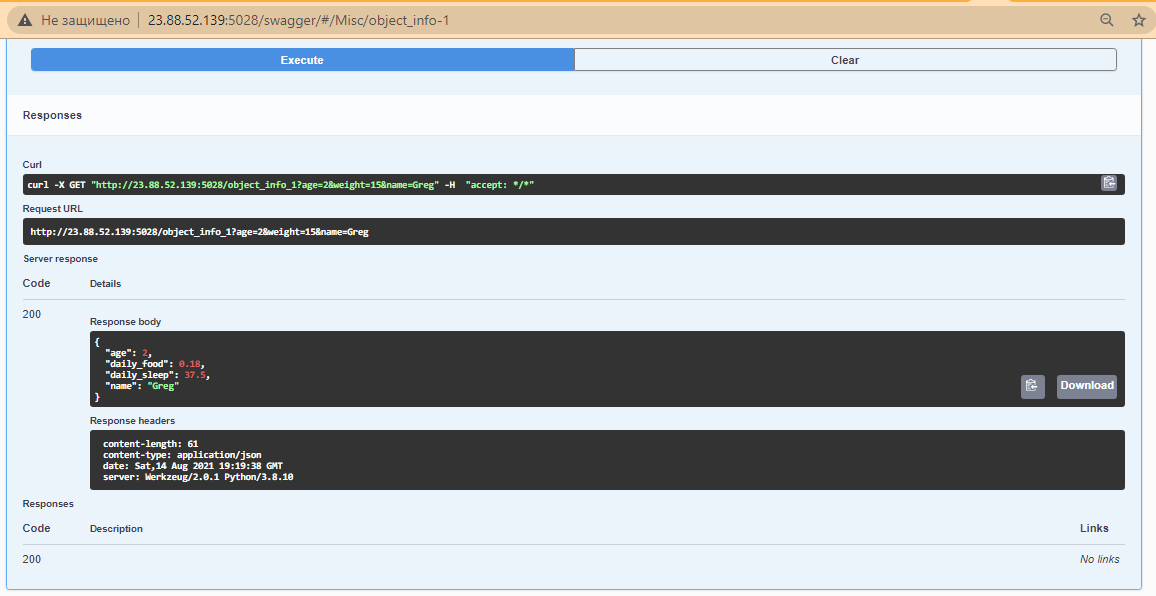 Не защищено 23.88.52.139:5028/swagger/#/Misc/object_info-1
Execute Clear
Responses
Curl
curl -X GET "http://23.88.52.139:5028/object_info_1?age=2&weight=15&name=Greg" -H "accept: */*"
Request URL
http://23.88.52.139:5028/object_info_1?age=2&weight=15&name=Greg
Server response
Code Details
200
Response body
{
"age": 2,
"daily_food": 0.18,
"daily_sleep": 37.5,
"name": "Greg"
}
Download
Response headers
content-length: 61
content-type: application/json
date: Sat,14 Aug 2021 19:19:38 GMT
server: Werkzeug/2.0.1 Python/3.8.10
Responses
Code Description Links
200 No links